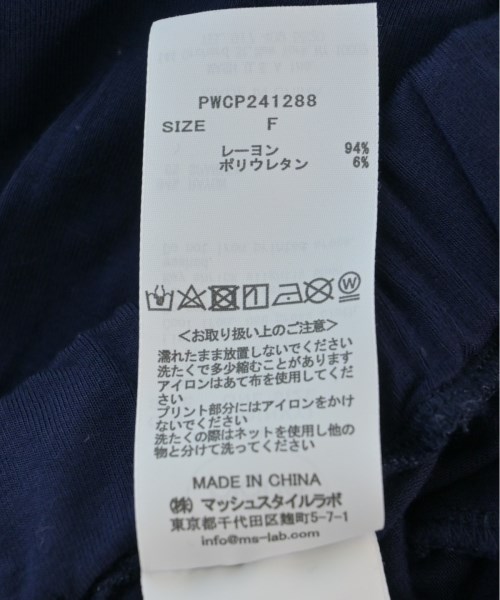 PWCP241288
SIZE F
レーヨン 94%
ポリウレタン 6%
<お取り扱い上のご注意>
濡れたまま放置しないでください
洗たくで多少縮むことがあります
アイロンはあて布を使用してくだ
さい
プリント部分にはアイロンをかけ
ないでください
洗たくの際はネットを使用し他の
物と分けて洗ってください
MADE IN CHINA
㈱ マッシュスタイルラボ
東京都千代田区麹町5-7-1
info@ms-lab.com